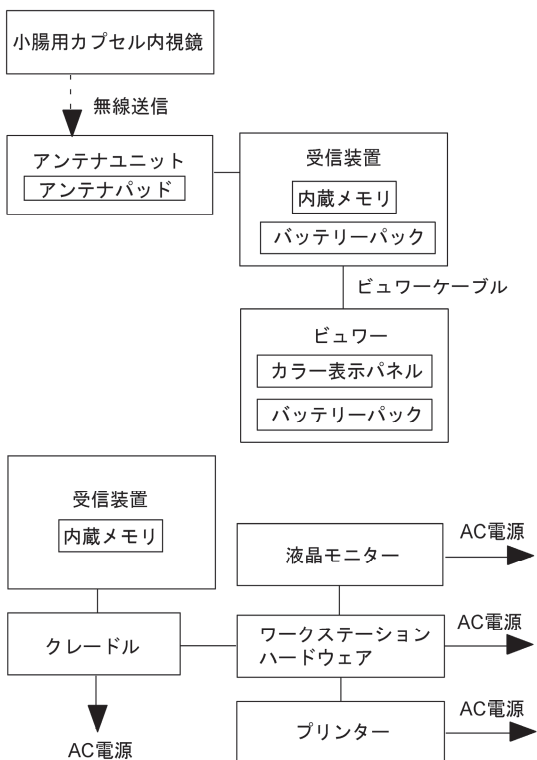 小腸用カプセル内視鏡
無線送信
アンテナユニット
アンテナパッド
受信装置
内蔵メモリ
バッテリーパック
ビュワーケーブル
ビュワー
カラー表示パネル
バッテリーパック
受信装置
内蔵メモリ
クレードル
AC電源
液晶モニター
AC電源
ワークステーション
ハードウェア
AC電源
プリンター
AC電源